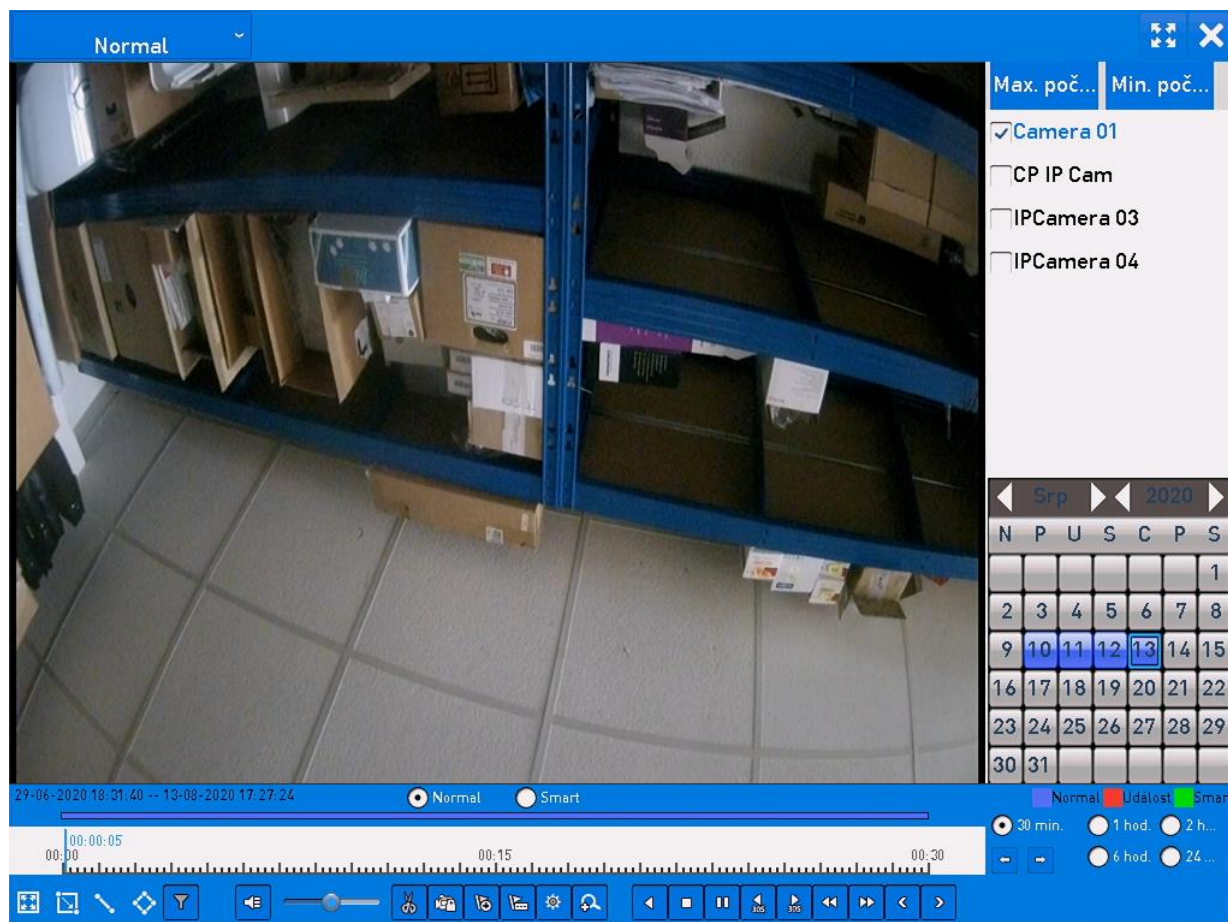 Normal
Max. poč... Min. poč...
Camera 01
CP IP Cam
IPCamera 03
IPCamera 04
Srp 2020
N P U S C P S
1
2 3 4 5 6 7 8
9 10 11 12 13 14 15
16 17 18 19 20 21 22
23 24 25 26 27 28 29
30 31
29-06-2020 18:31:40 -- 13-08-2020 17:27:24 Normal Smart
Normal Událost Smar
30 min. 1 hod. 2 h...
6 hod. 24 ...
00:00:05
00:00 00:15 00:30
30S 30S